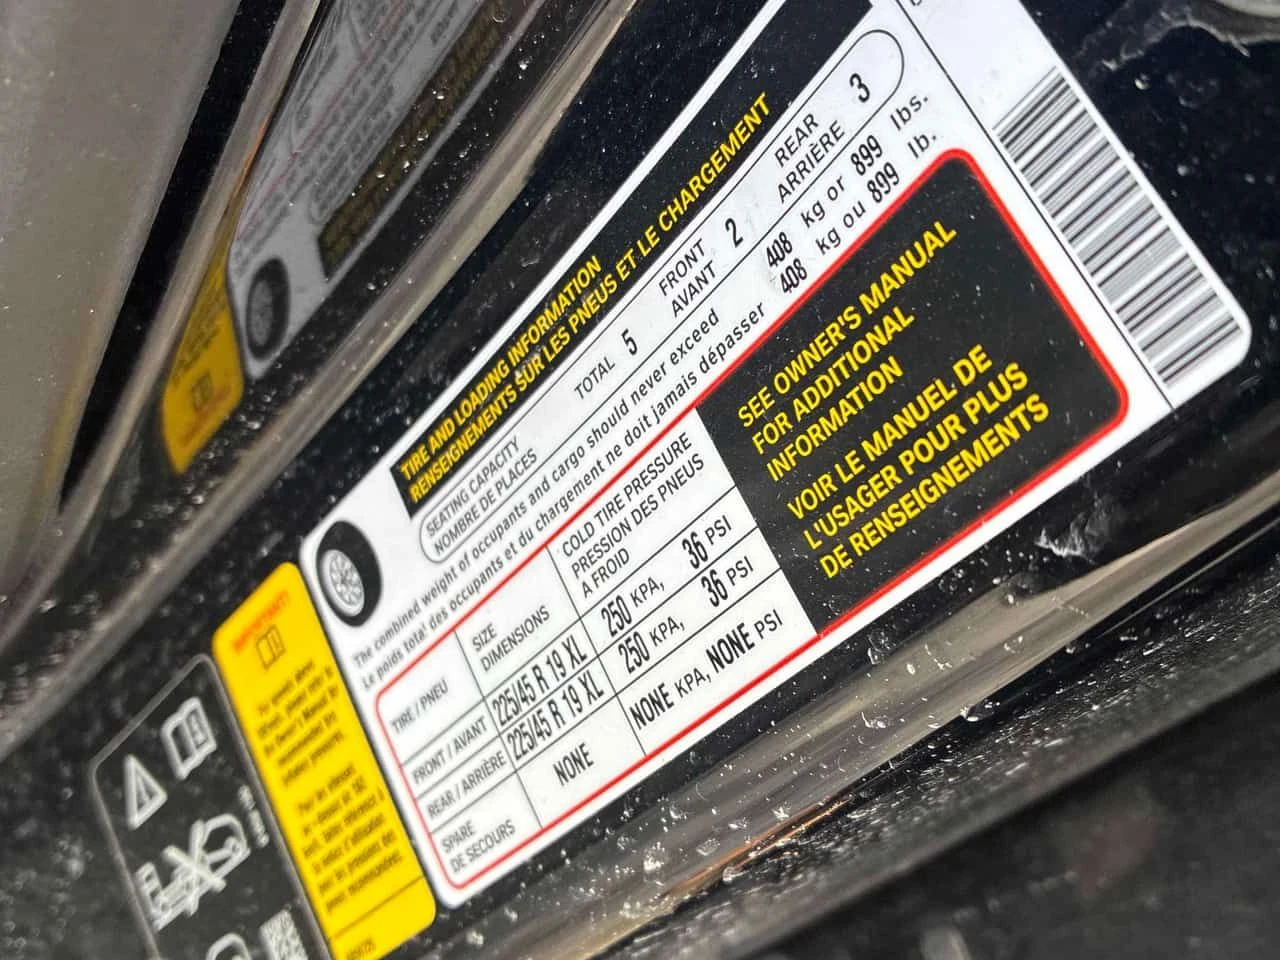 TIRE AND LOADING INFORMATION
RENSEIGNEMENTS SUR LES PNEUS ET LE CHARGEMENT
SEATING CAPACITY
NOMBRE DE PLACES
TOTAL 5
FRONT
AVANT 2
REAR
ARRIÈRE 3
The combined weight of occupants and cargo should never exceed 408 kg or 899 lbs.
Le poids total des occupants et du chargement ne doit jamais dépasser 408 kg ou 899 lb.
TIRE / PNEU
SIZE
DIMENSIONS
COLD TIRE PRESSURE
PRESSION DES PNEUS
A FROID
FRONT / AVANT 225/45 R 19 XL 250 KPA, 36 PSI
REAR / ARRIÈRE 225/45 R 19 XL 250 KPA, 36 PSI
SPARE
DE SECOURS NONE NONE KPA, NONE PSI
SEE OWNER'S MANUAL
FOR ADDITIONAL
INFORMATION
VOIR LE MANUEL DE
L'USAGER POUR PLUS
DE RENSEIGNEMENTS
IMPORTANT!